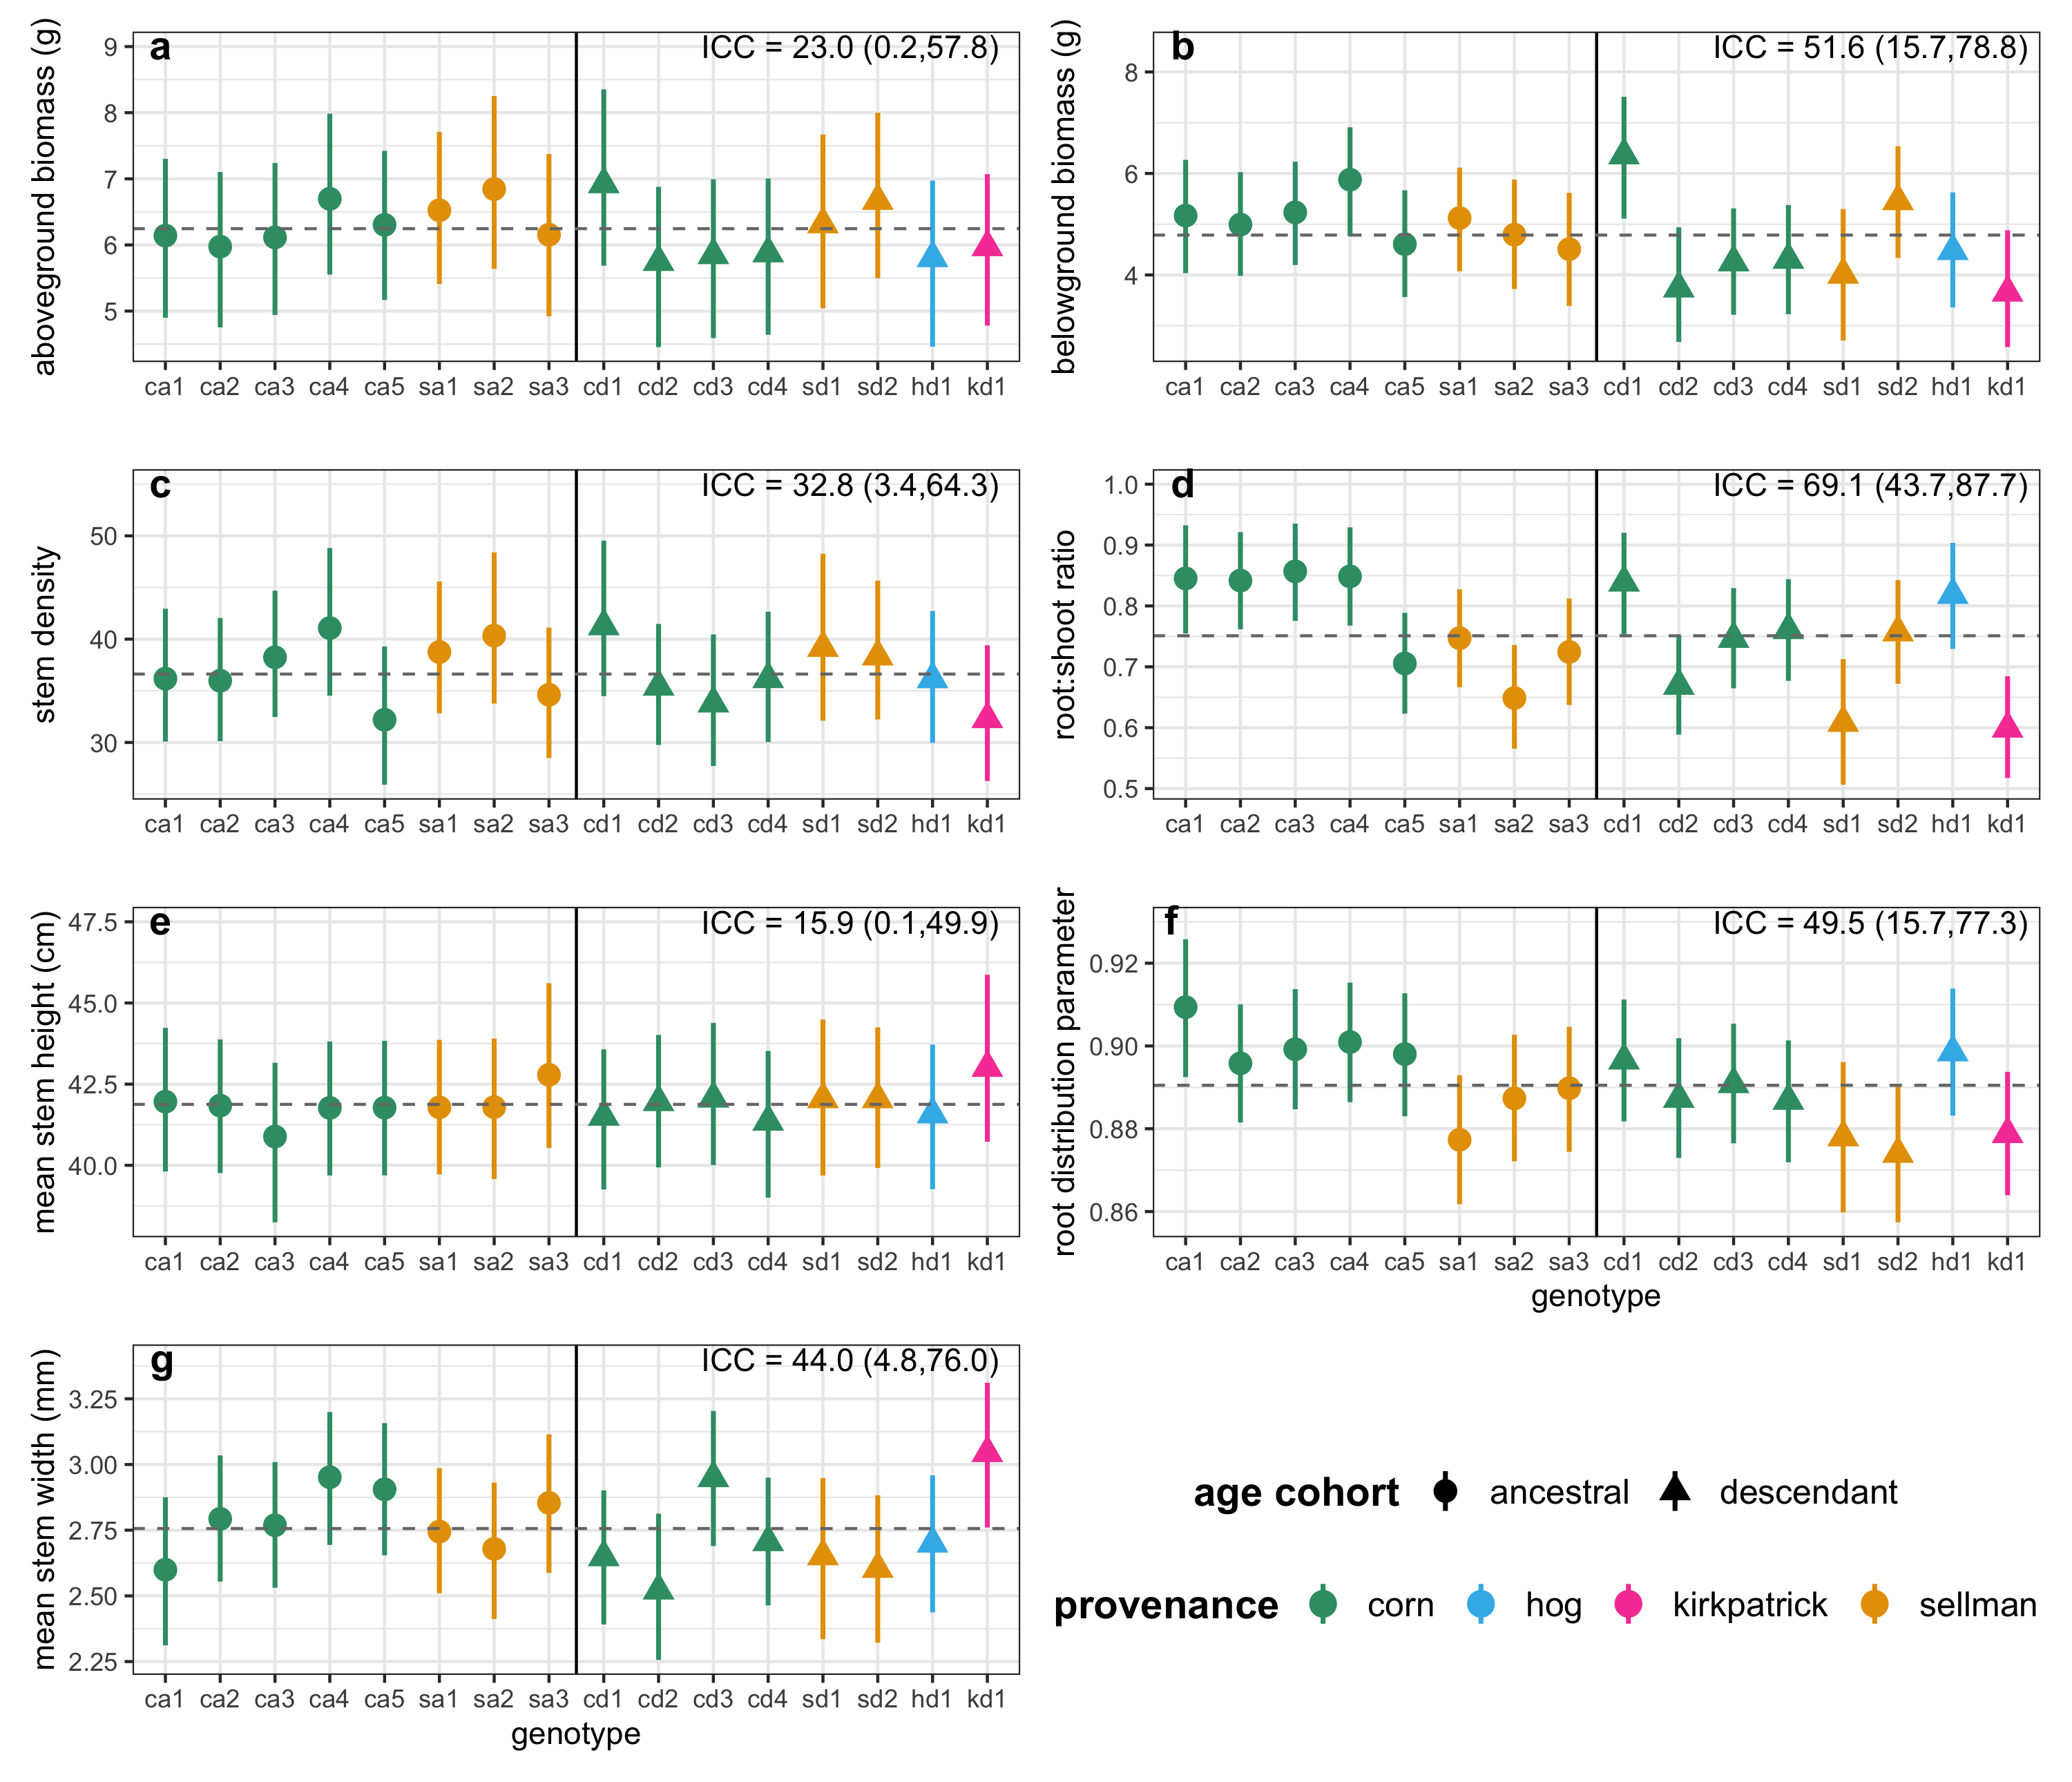 a
ICC = 23.0 (0.2,57.8)
aboveground biomass (g)
9
8
7
6
5
ca1 ca2 ca3 ca4 ca5 sa1 sa2 sa3 cd1 cd2 cd3 cd4 sd1 sd2 hd1 kd1
b
ICC = 51.6 (15.7,78.8)
belowground biomass (g)
8
6
4
ca1 ca2 ca3 ca4 ca5 sa1 sa2 sa3 cd1 cd2 cd3 cd4 sd1 sd2 hd1 kd1
c
ICC = 32.8 (3.4,64.3)
stem density
50
40
30
ca1 ca2 ca3 ca4 ca5 sa1 sa2 sa3 cd1 cd2 cd3 cd4 sd1 sd2 hd1 kd1
d
ICC = 69.1 (43.7,87.7)
root:shoot ratio
1.0
0.9
0.8
0.7
0.6
0.5
ca1 ca2 ca3 ca4 ca5 sa1 sa2 sa3 cd1 cd2 cd3 cd4 sd1 sd2 hd1 kd1
e
ICC = 15.9 (0.1,49.9)
mean stem height (cm)
47.5
45.0
42.5
40.0
ca1 ca2 ca3 ca4 ca5 sa1 sa2 sa3 cd1 cd2 cd3 cd4 sd1 sd2 hd1 kd1
f
ICC = 49.5 (15.7,77.3)
root distribution parameter
0.92
0.90
0.88
0.86
ca1 ca2 ca3 ca4 ca5 sa1 sa2 sa3 cd1 cd2 cd3 cd4 sd1 sd2 hd1 kd1
genotype
g
ICC = 44.0 (4.8,76.0)
mean stem width (mm)
3.25
3.00
2.75
2.50
2.25
ca1 ca2 ca3 ca4 ca5 sa1 sa2 sa3 cd1 cd2 cd3 cd4 sd1 sd2 hd1 kd1
genotype
age cohort ancestral descendant
provenance corn hog kirkpatrick sellman